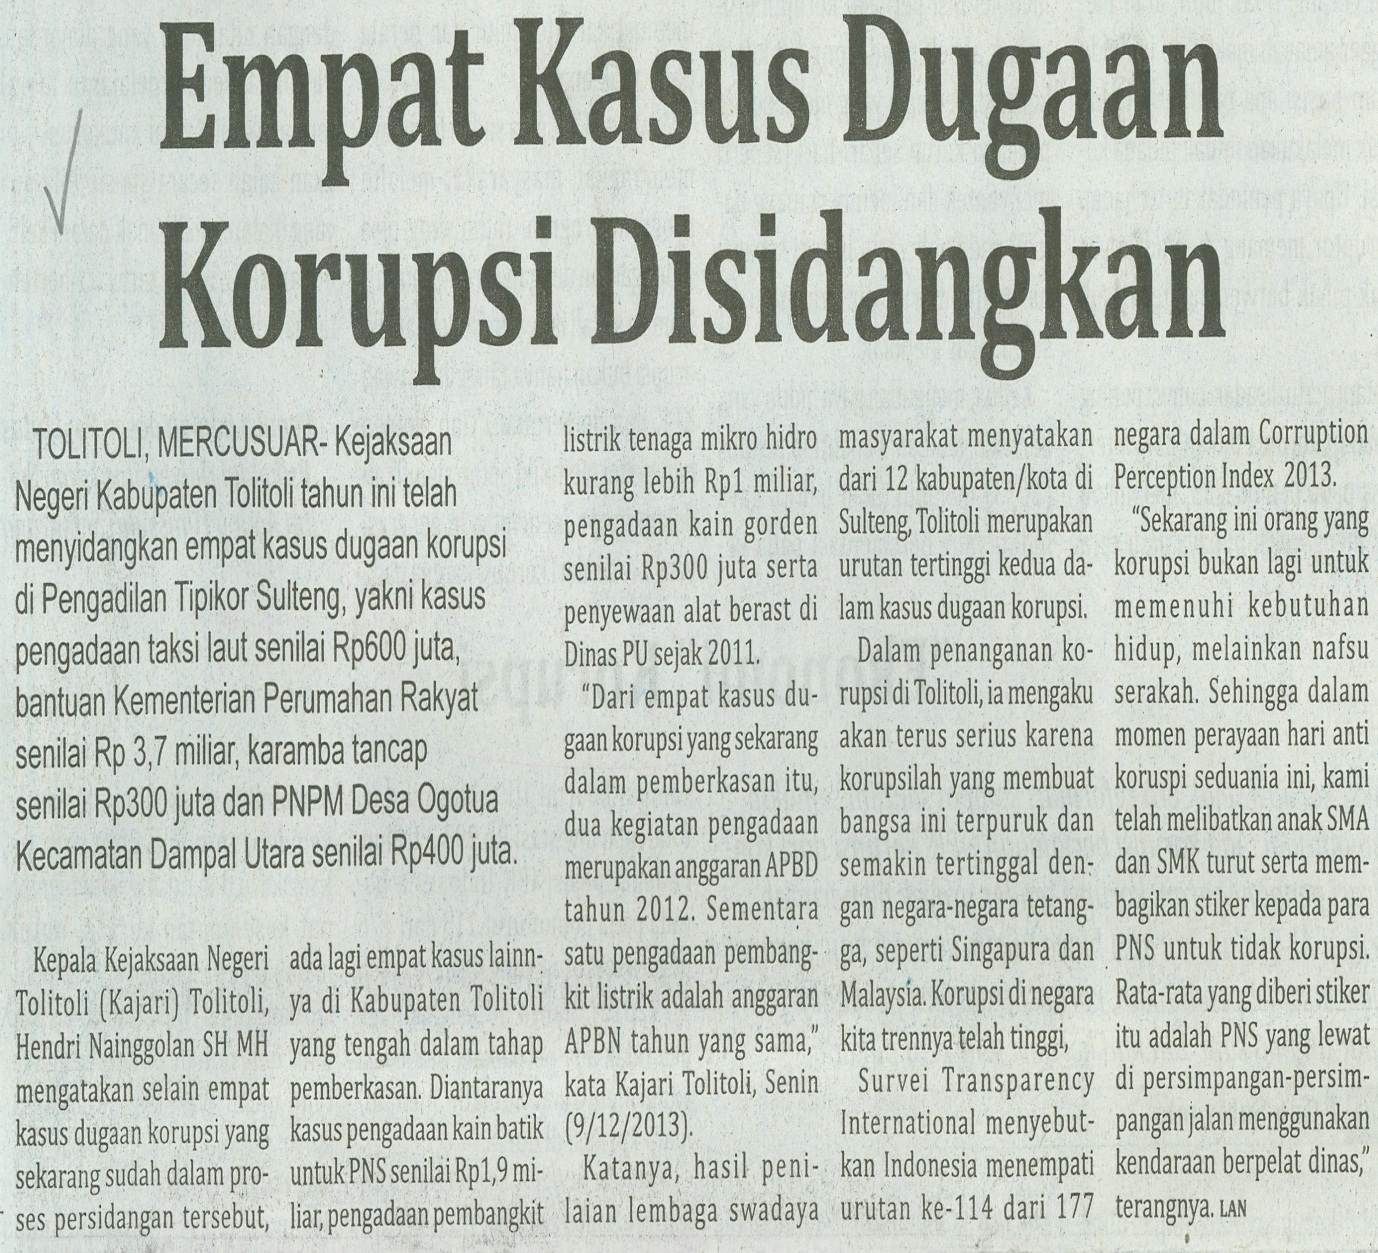 Empat Kasus Dugaan
Korupsi Disidangkan
TOLITOLI, MERCUSUAR- Kejaksaan
Negeri Kabupaten Tolitoli tahun ini telah
menyidangkan empat kasus dugaan korupsi
di Pengadilan Tipikor Sulteng, yakni kasus
pengadaan taksi laut senilai Rp600 juta,
bantuan Kementerian Perumahan Rakyat
senilai Rp 3,7 miliar, karamba tancap
senilai Rp300 juta dan PNPM Desa Ogotua
Kecamatan Dampal Utara senilai Rp400 juta.
Kepala Kejaksaan Negeri
Tolitoli (Kajari) Tolitoli,
Hendri Nainggolan SH MH
mengatakan selain empat
kasus dugaan korupsi yang
sekarang sudah dalam pro-
ses persidangan tersebut,
ada lagi empat kasus lainn-
ya di Kabupaten Tolitoli
yang tengah dalam tahap
pemberkasan. Diantaranya
kasus pengadaan kain batik
untuk PNS senilai Rp1,9 mi-
liar, pengadaan pembangkit
listrik tenaga mikro hidro
kurang lebih Rp1 miliar,
pengadaan kain gorden
senilai Rp300 juta serta
penyewaan alat berast di
Dinas PU sejak 2011.
“Dari empat kasus du-
gaan korupsi yang sekarang
dalam pemberkasan itu,
dua kegiatan pengadaan
merupakan anggaran APBD
tahun 2012. Sementara
satu pengadaan pembang-
kit listrik adalah anggaran
APBN tahun yang sama,”
kata Kajari Tolitoli, Senin
(9/12/2013).
Katanya, hasil peni-
laian lembaga swadaya
masyarakat menyatakan
dari 12 kabupaten/kota di
Sulteng, Tolitoli merupakan
urutan tertinggi kedua da-
lam kasus dugaan korupsi.
Dalam penanganan ko-
rupsi di Tolitoli, ia mengaku
akan terus serius karena
korupsilah yang membuat
bangsa ini terpuruk dan
semakin tertinggal den-
gan negara-negara tetang-
ga, seperti Singapura dan
Malaysia. Korupsi di negara
kita trennya telah tinggi,
Survei Transparency
International menyebut-
kan Indonesia menempati
urutan ke-114 dari 177
negara dalam Corruption
Perception Index 2013.
“Sekarang ini orang yang
korupsi bukan lagi untuk
memenuhi kebutuhan
hidup, melainkan nafsu
serakah. Sehingga dalam
momen perayaan hari anti
koruspi seduania ini, kami
telah melibatkan anak SMA
dan SMK turut serta mem-
bagikan stiker kepada para
PNS untuk tidak korupsi.
Rata-rata yang diberi stiker
itu adalah PNS yang lewat
di persimpangan-persim-
pangan jalan menggunakan
kendaraan berpelat dinas,”
terangnya. LAN